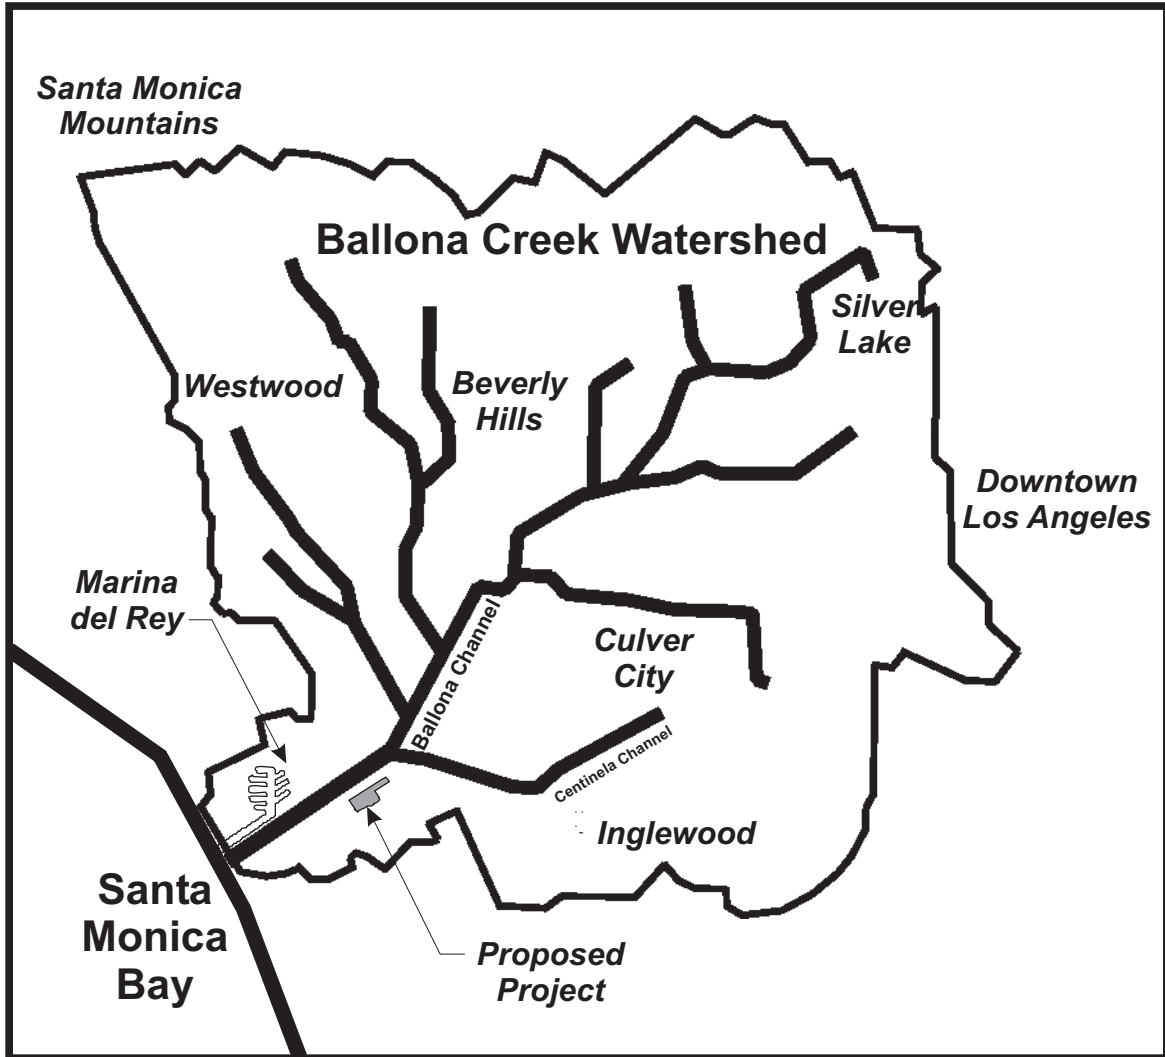 Santa Monica
Mountains
Ballona Creek Watershed
Silver
Lake
Westwood
Beverly
Hills
Downtown
Los Angeles
Marina
del Rey
Ballona Channel
Culver
City
Centinela Channel
Inglewood
Santa
Monica
Bay
Proposed
Project